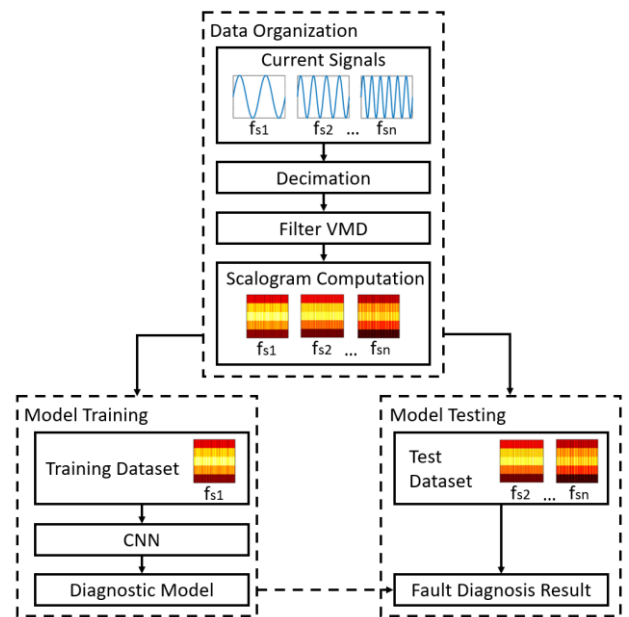 Data Organization
Current Signals
fs1 fs2 ... fsn
Decimation
Filter VMD
Scalogram Computation
fs1 fs2 ... fsn
Model Training
Training Dataset
fs1
CNN
Diagnostic Model
Model Testing
Test
Dataset
fs2 ... fsn
Fault Diagnosis Result